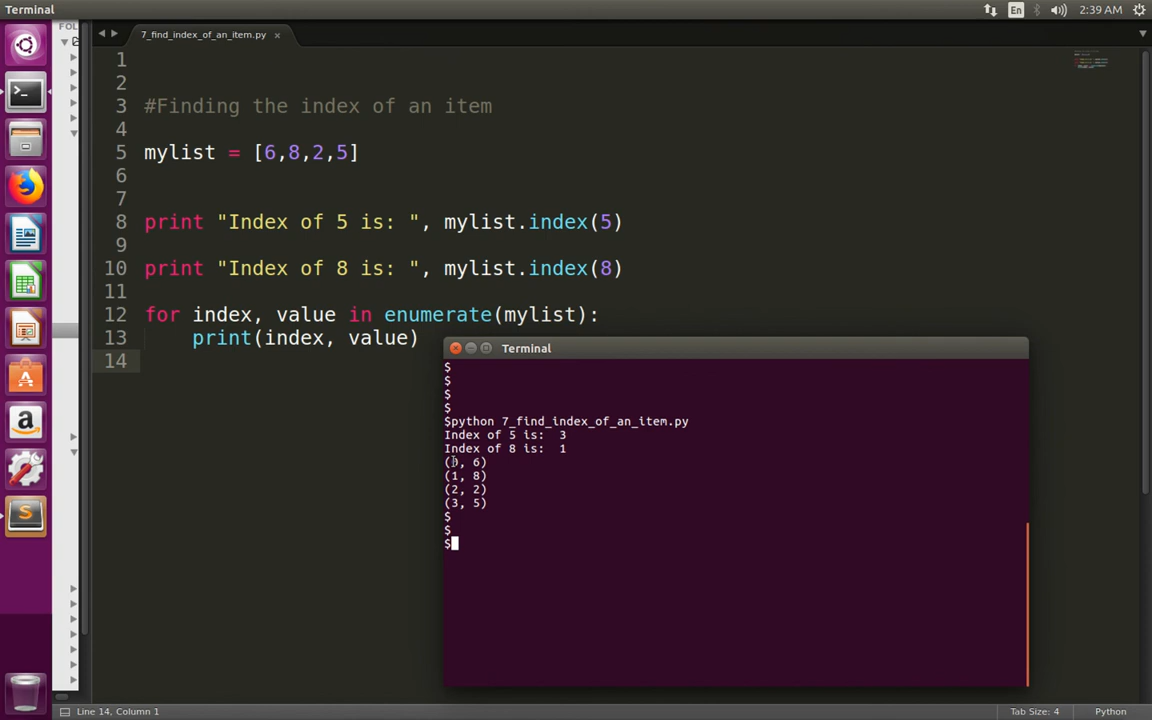 Terminal
En
2:39 AM
FOL
7_find_index_of_an_item.py ×
1
2
3 #Finding the index of an item
4
5 mylist = [6,8,2,5]
6
7
8 print "Index of 5 is: ", mylist.index(5)
9
10 print "Index of 8 is: ", mylist.index(8)
11
12 for index, value in enumerate(mylist):
13 print(index, value)
14
Terminal
$
$
$
$
$python 7_find_index_of_an_item.py
Index of 5 is:  3
Index of 8 is:  1
(0, 6)
(1, 8)
(2, 2)
(3, 5)
$
$
$
Line 14, Column 1
Tab Size: 4
Python